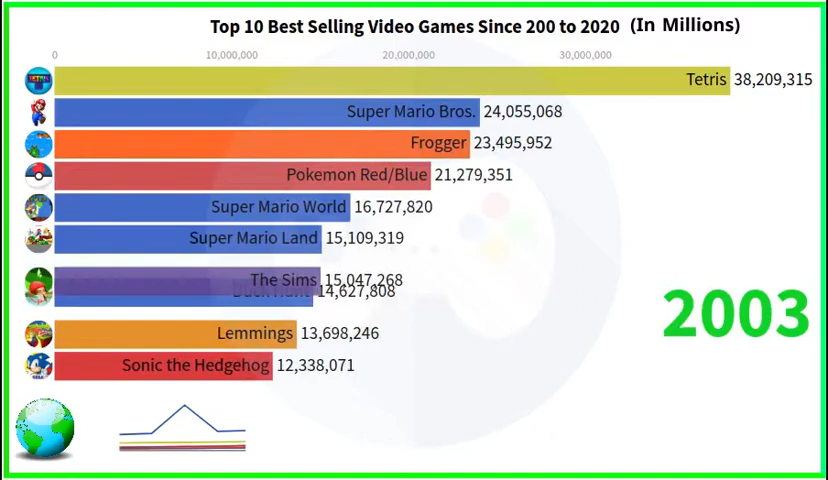 Top 10 Best Selling Video Games Since 200 to 2020 (In Millions)
0 10,000,000 20,000,000 30,000,000
Tetris 38,209,315
Super Mario Bros. 24,055,068
Frogger 23,495,952
Pokemon Red/Blue 21,279,351
Super Mario World 16,727,820
Super Mario Land 15,109,319
The Sims 15,047,268
Duck Hunt 14,627,808
2003
Lemmings 13,698,246
Sonic the Hedgehog 12,338,071